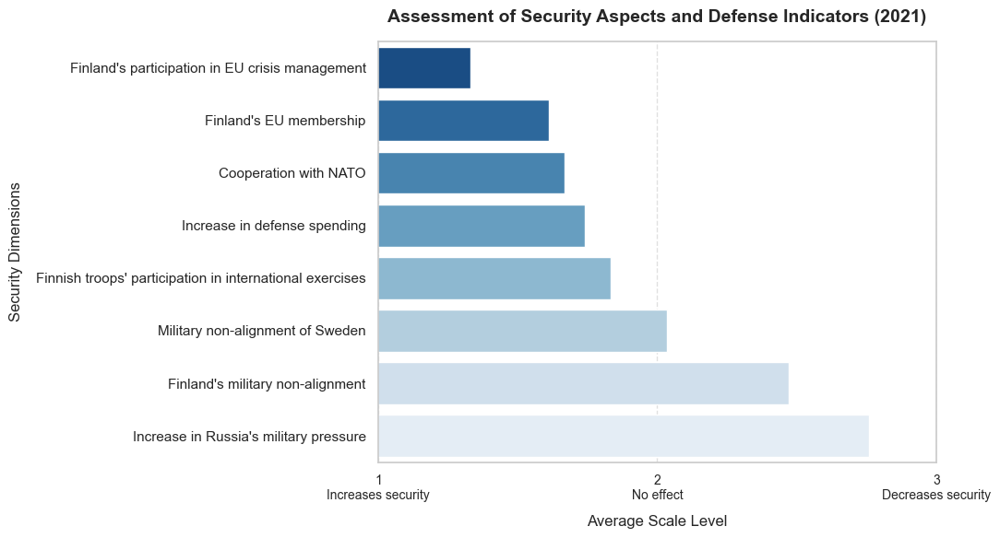 Assessment of Security Aspects and Defense Indicators (2021)
Security Dimensions
Finland's participation in EU crisis management
Finland's EU membership
Cooperation with NATO
Increase in defense spending
Finnish troops' participation in international exercises
Military non-alignment of Sweden
Finland's military non-alignment
Increase in Russia's military pressure
1 2 3
Increases security No effect Decreases security
Average Scale Level